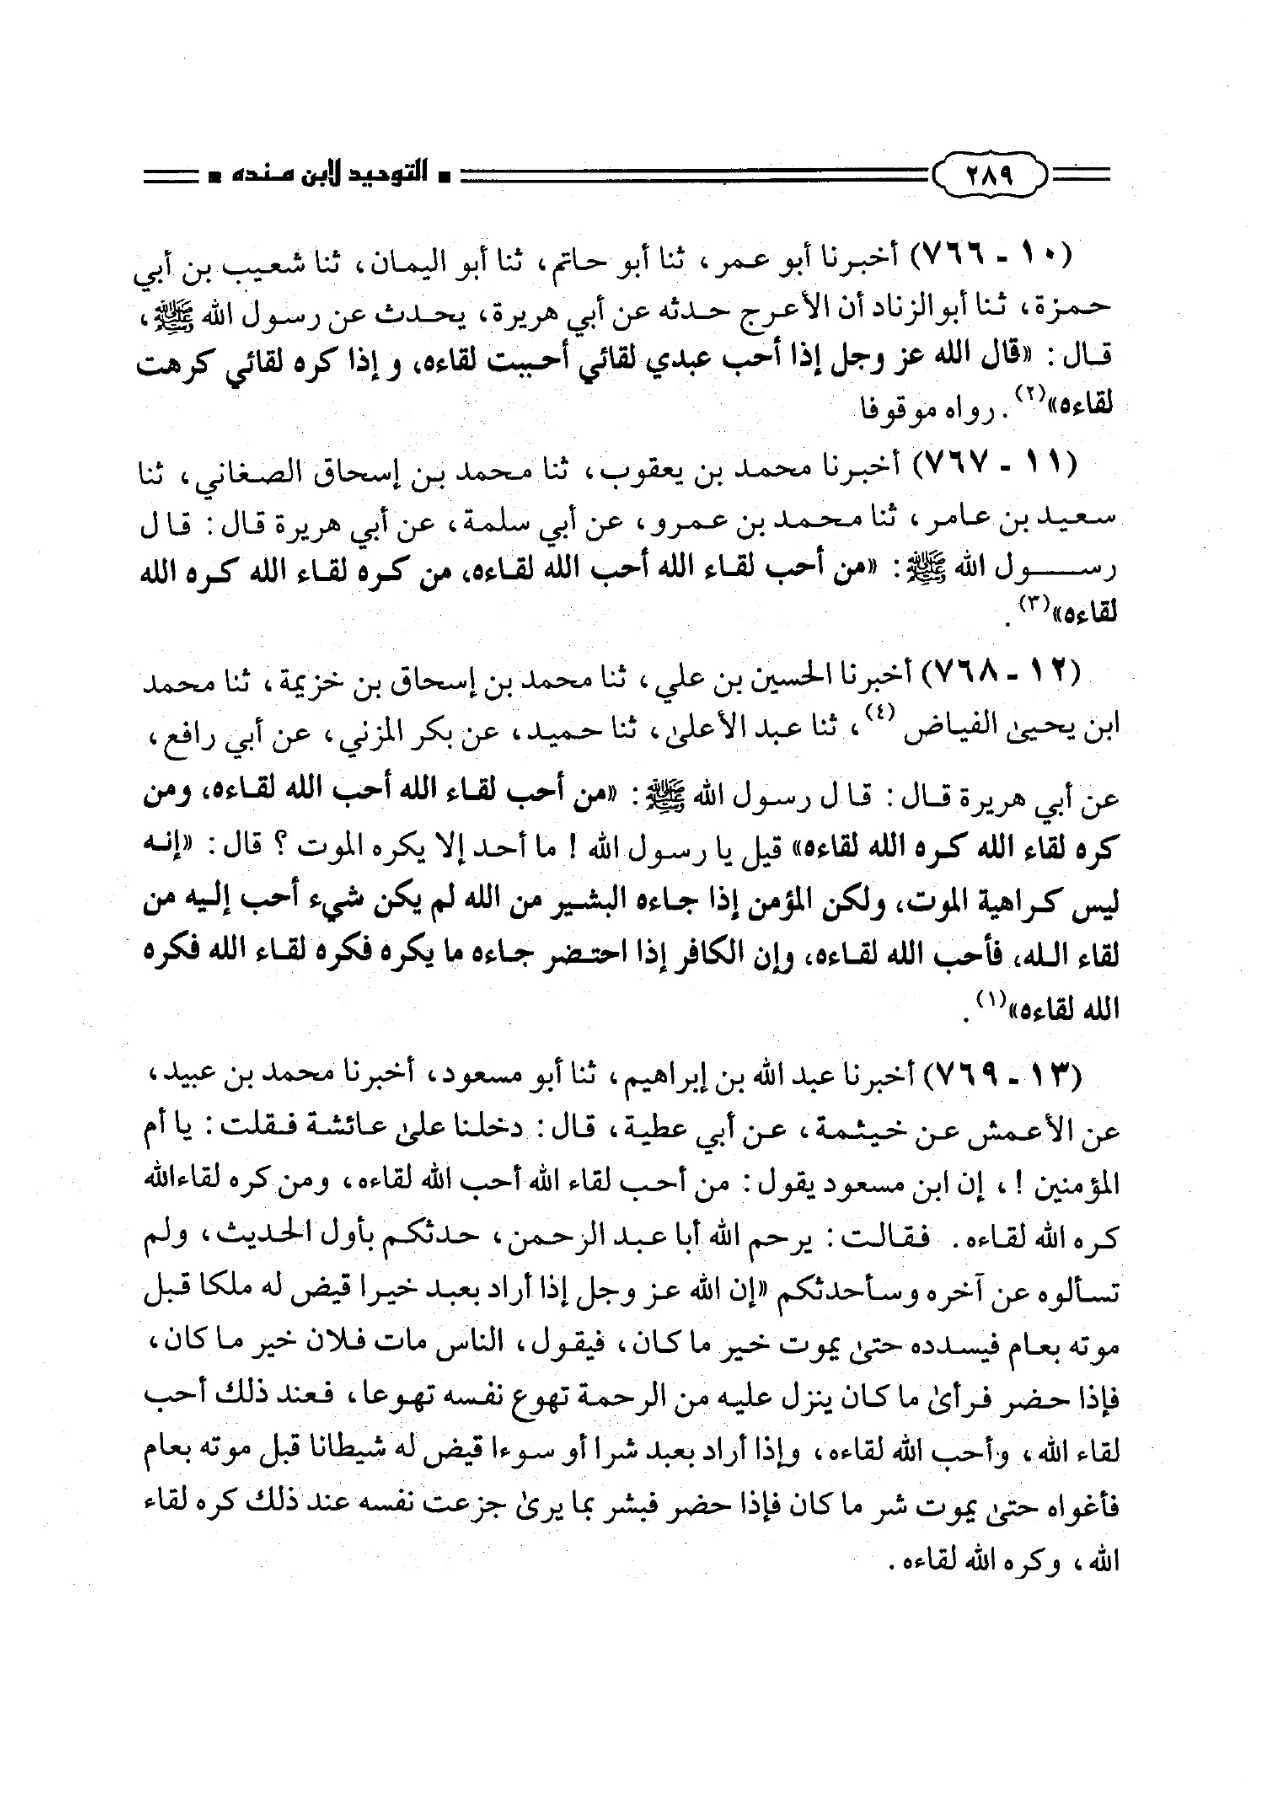 ٢٨٩ التوحيد لابن منده
(١٠ - ٧٦٦) أخبرنا أبو عمر، ثنا أبو حاتم، ثنا أبو اليمان، ثنا شعيب بن أبي
حمزة، ثنا أبوالزناد أن الأعرج حدثه عن أبي هريرة، يحدث عن رسول الله ﷺ،
قال: «قال الله عز وجل إذا أحب عبدي لقائي أحببت لقاءه، و إذا كره لقائي كرهت
لقاءه»(٢). رواه موقوفا
(١١ - ٧٦٧) أخبرنا محمد بن يعقوب، ثنا محمد بن إسحاق الصغاني، ثنا
سعيد بن عامر، ثنا محمد بن عمرو، عن أبي سلمة، عن أبي هريرة قال: قال
رســـول الله ﷺ: «من أحب لقاء الله أحب الله لقاءه، من كره لقاء الله كره الله
لقاءه»(٣).
(١٢ - ٧٦٨) أخبرنا الحسين بن علي، ثنا محمد بن إسحاق بن خزيمة، ثنا محمد
ابن يحيىٰ الفياض (٤)، ثنا عبد الأعلىٰ، ثنا حميد، عن بكر المزني، عن أبي رافع،
عن أبي هريرة قال: قال رسول الله ﷺ: «من أحب لقاء الله أحب الله لقاءه، ومن
كره لقاء الله كره الله لقاءه» قيل يا رسول الله ! ما أحد إلا يكره الموت ؟ قال: «إنه
ليس كراهية الموت، ولكن المؤمن إذا جاءه البشير من الله لم يكن شيء أحب إليه من
لقاء الله، فأحب الله لقاءه، وإن الكافر إذا احتضر جاءه ما يكره فكره لقاء الله فكره
الله لقاءه»(١).
(١٣ - ٧٦٩) أخبرنا عبد الله بن إبراهيم، ثنا أبو مسعود، أخبرنا محمد بن عبيد،
عن الأعمش عن خيثمة، عن أبي عطية، قال: دخلنا علىٰ عائشة فقلت: يا أم
المؤمنين !، إن ابن مسعود يقول: من أحب لقاء الله أحب الله لقاءه، ومن كره لقاءالله
كره الله لقاءه. فقالت: يرحم الله أبا عبد الرحمن، حدثكم بأول الحديث، ولم
تسألوه عن آخره وسأحدثكم «إن الله عز وجل إذا أراد بعبد خيرا قيض له ملكا قبل
موته بعام فيسدده حتىٰ يموت خير ما كان، فيقول، الناس مات فلان خير ما كان،
فإذا حضر فرأىٰ ما كان ينزل عليه من الرحمة تهوع نفسه تهوعا، فعند ذلك أحب
لقاء الله، وأحب الله لقاءه، وإذا أراد بعبد شرا أو سوءا قيض له شيطانا قبل موته بعام
فأغواه حتىٰ يموت شر ما كان فإذا حضر فبشر بما يرىٰ جزعت نفسه عند ذلك كره لقاء
الله، وكره الله لقاءه.